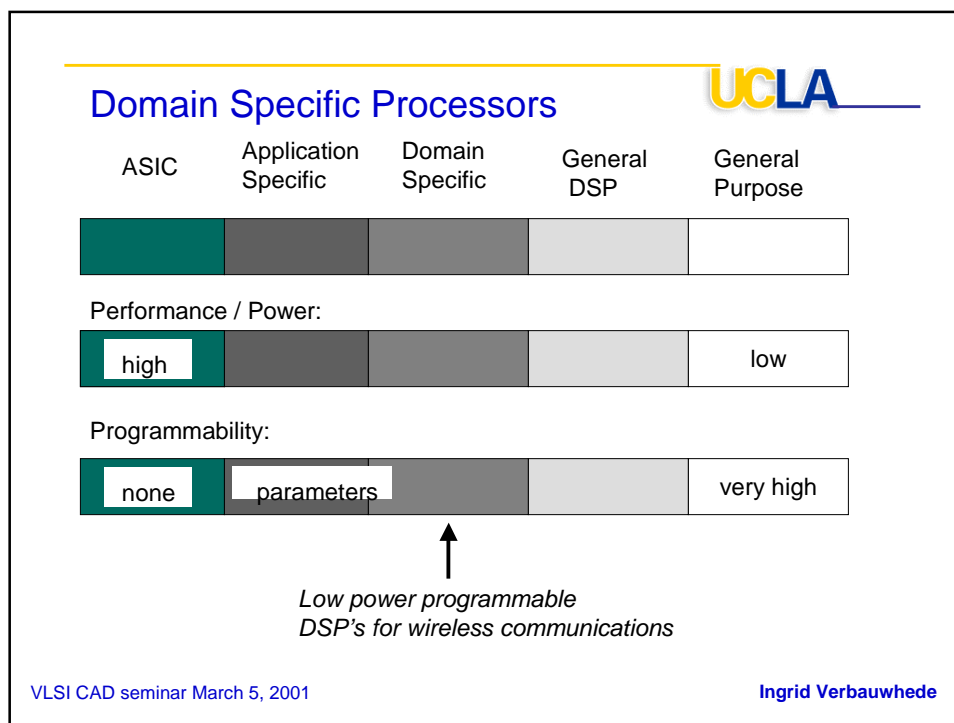 UCLA
Domain Specific Processors
ASIC
Application
Specific
Domain
Specific
General
DSP
General
Purpose
Performance / Power:
high
low
Programmability:
none
parameters
very high
Low power programmable
DSP's for wireless communications
VLSI CAD seminar March 5, 2001
Ingrid Verbauwhede